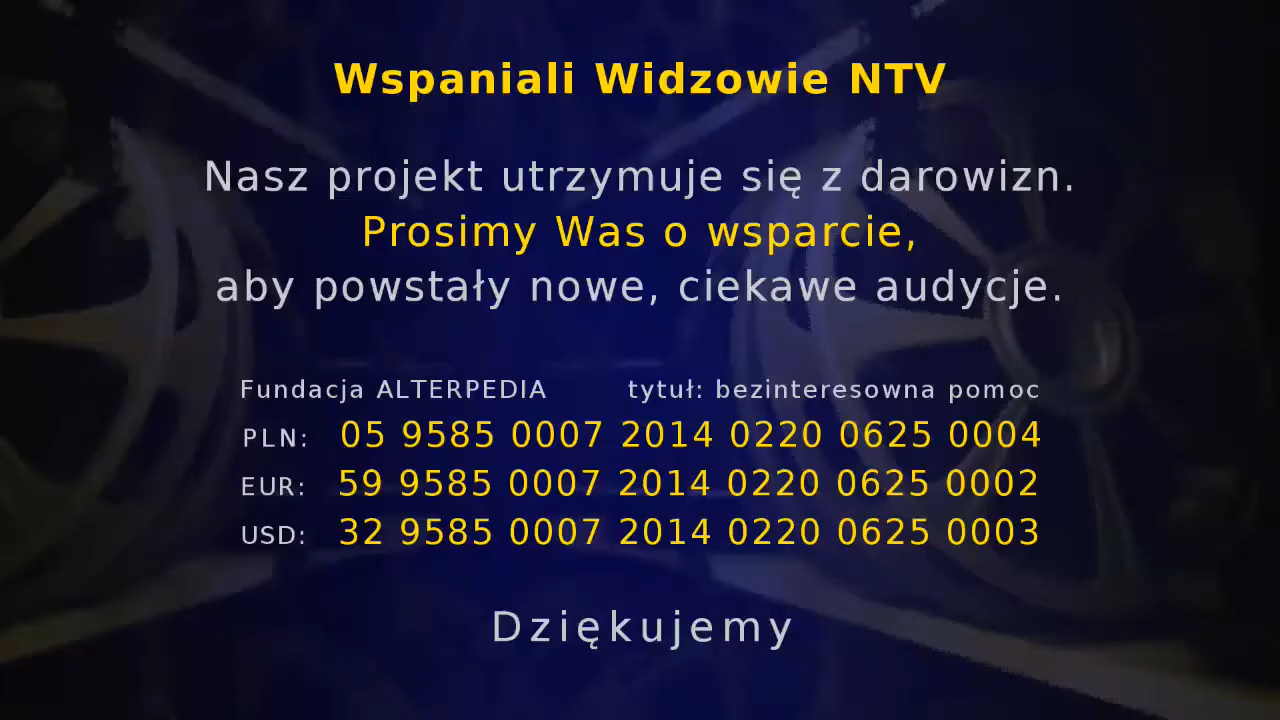 Wspaniali Widzowie NTV
Nasz projekt utrzymuje się z darowizn.
Prosimy Was o wsparcie,
aby powstały nowe, ciekawe audycje.
Fundacja ALTERPEDIA tytuł: bezinteresowna pomoc
PLN: 05 9585 0007 2014 0220 0625 0004
EUR: 59 9585 0007 2014 0220 0625 0002
USD: 32 9585 0007 2014 0220 0625 0003
Dziękujemy